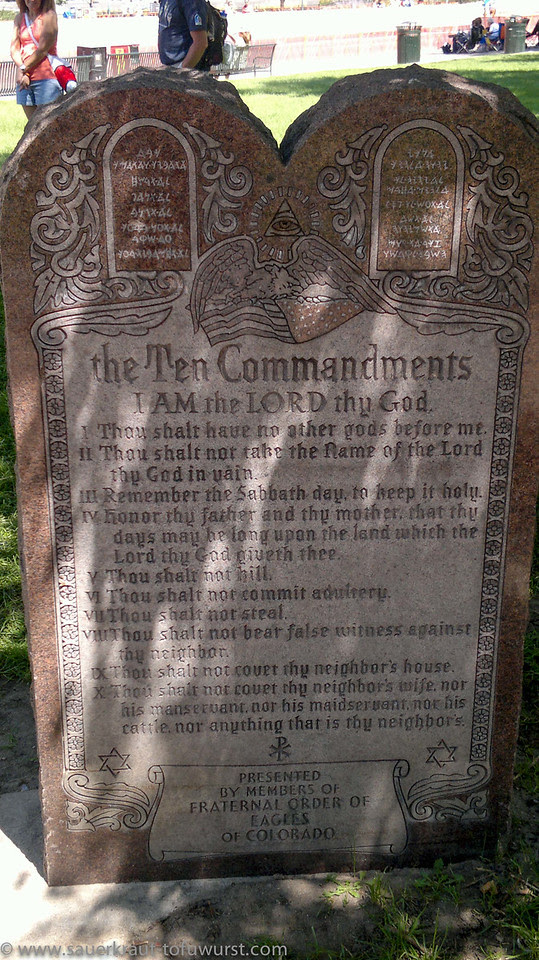 the Ten Commandments
I AM the LORD thy God.
I Thou shalt have no other gods before me.
II Thou shalt not take the Name of the Lord
thy God in vain.
III Remember the Sabbath day, to keep it holy.
IV Honor thy father and thy mother, that thy
days may be long upon the land which the
Lord thy God giveth thee.
V Thou shalt not kill.
VI Thou shalt not commit adultery.
VII Thou shalt not steal.
VIII Thou shalt not bear false witness against
thy neighbor.
IX Thou shalt not covet thy neighbor's house.
X Thou shalt not covet thy neighbor's wife, nor
his manservant, nor his maidservant, nor his
cattle, nor anything that is thy neighbor's.
PRESENTED
BY MEMBERS OF
FRATERNAL ORDER OF
EAGLES
OF COLORADO.
© www.sauerkraut-tofuwurst.com